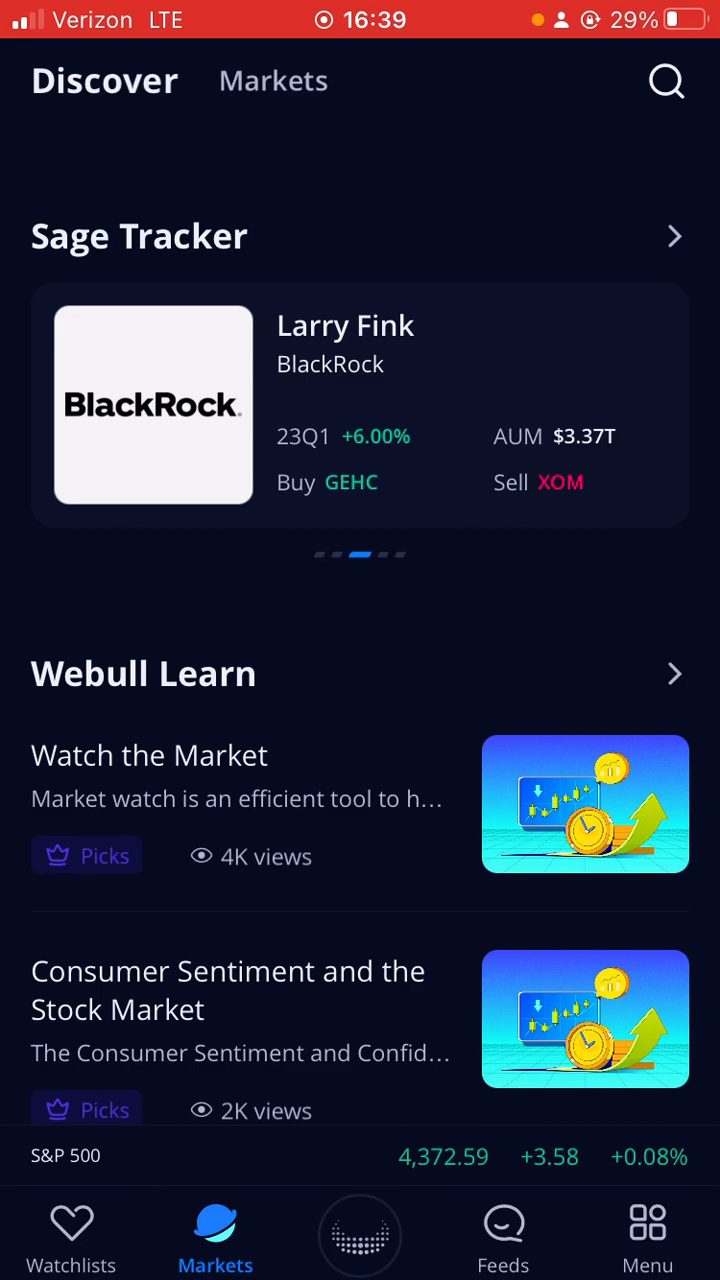 Verizon LTE 16:39 29%
Discover Markets
Sage Tracker
BlackRock.
Larry Fink
BlackRock
23Q1 +6.00% AUM $3.37T
Buy GEHC Sell XOM
Webull Learn
Watch the Market
Market watch is an efficient tool to h...
Picks 4K views
Consumer Sentiment and the
Stock Market
The Consumer Sentiment and Confid...
Picks 2K views
S&P 500 4,372.59 +3.58 +0.08%
Watchlists Markets Feeds Menu